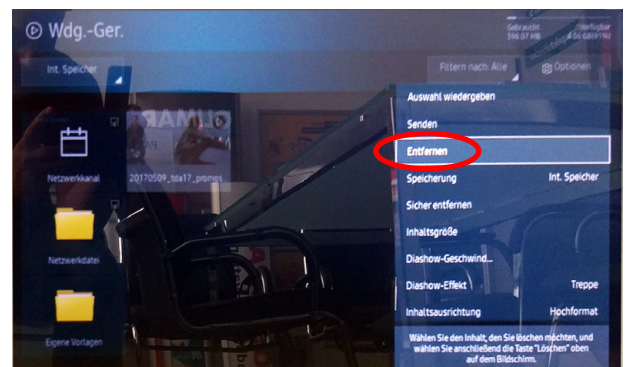 Wdg.-Ger.
Gebraucht
Verfügbar
Int. Speicher
Filtern nach: Alle
Optionen
Auswahl wiedergeben
Senden
Entfernen
Speicherung Int. Speicher
Sicher entfernen
Inhaltsgröße
Diashow-Geschwind...
Diashow-Effekt Treppe
Inhaltsausrichtung Hochformat
Wählen Sie den Inhalt, den Sie löschen möchten, und
wählen Sie anschließend die Taste "Löschen" oben
auf dem Bildschirm.
Netzwerkkanal
20170509_tda17_promos
Netzwerkdatei
Eigene Vorlagen